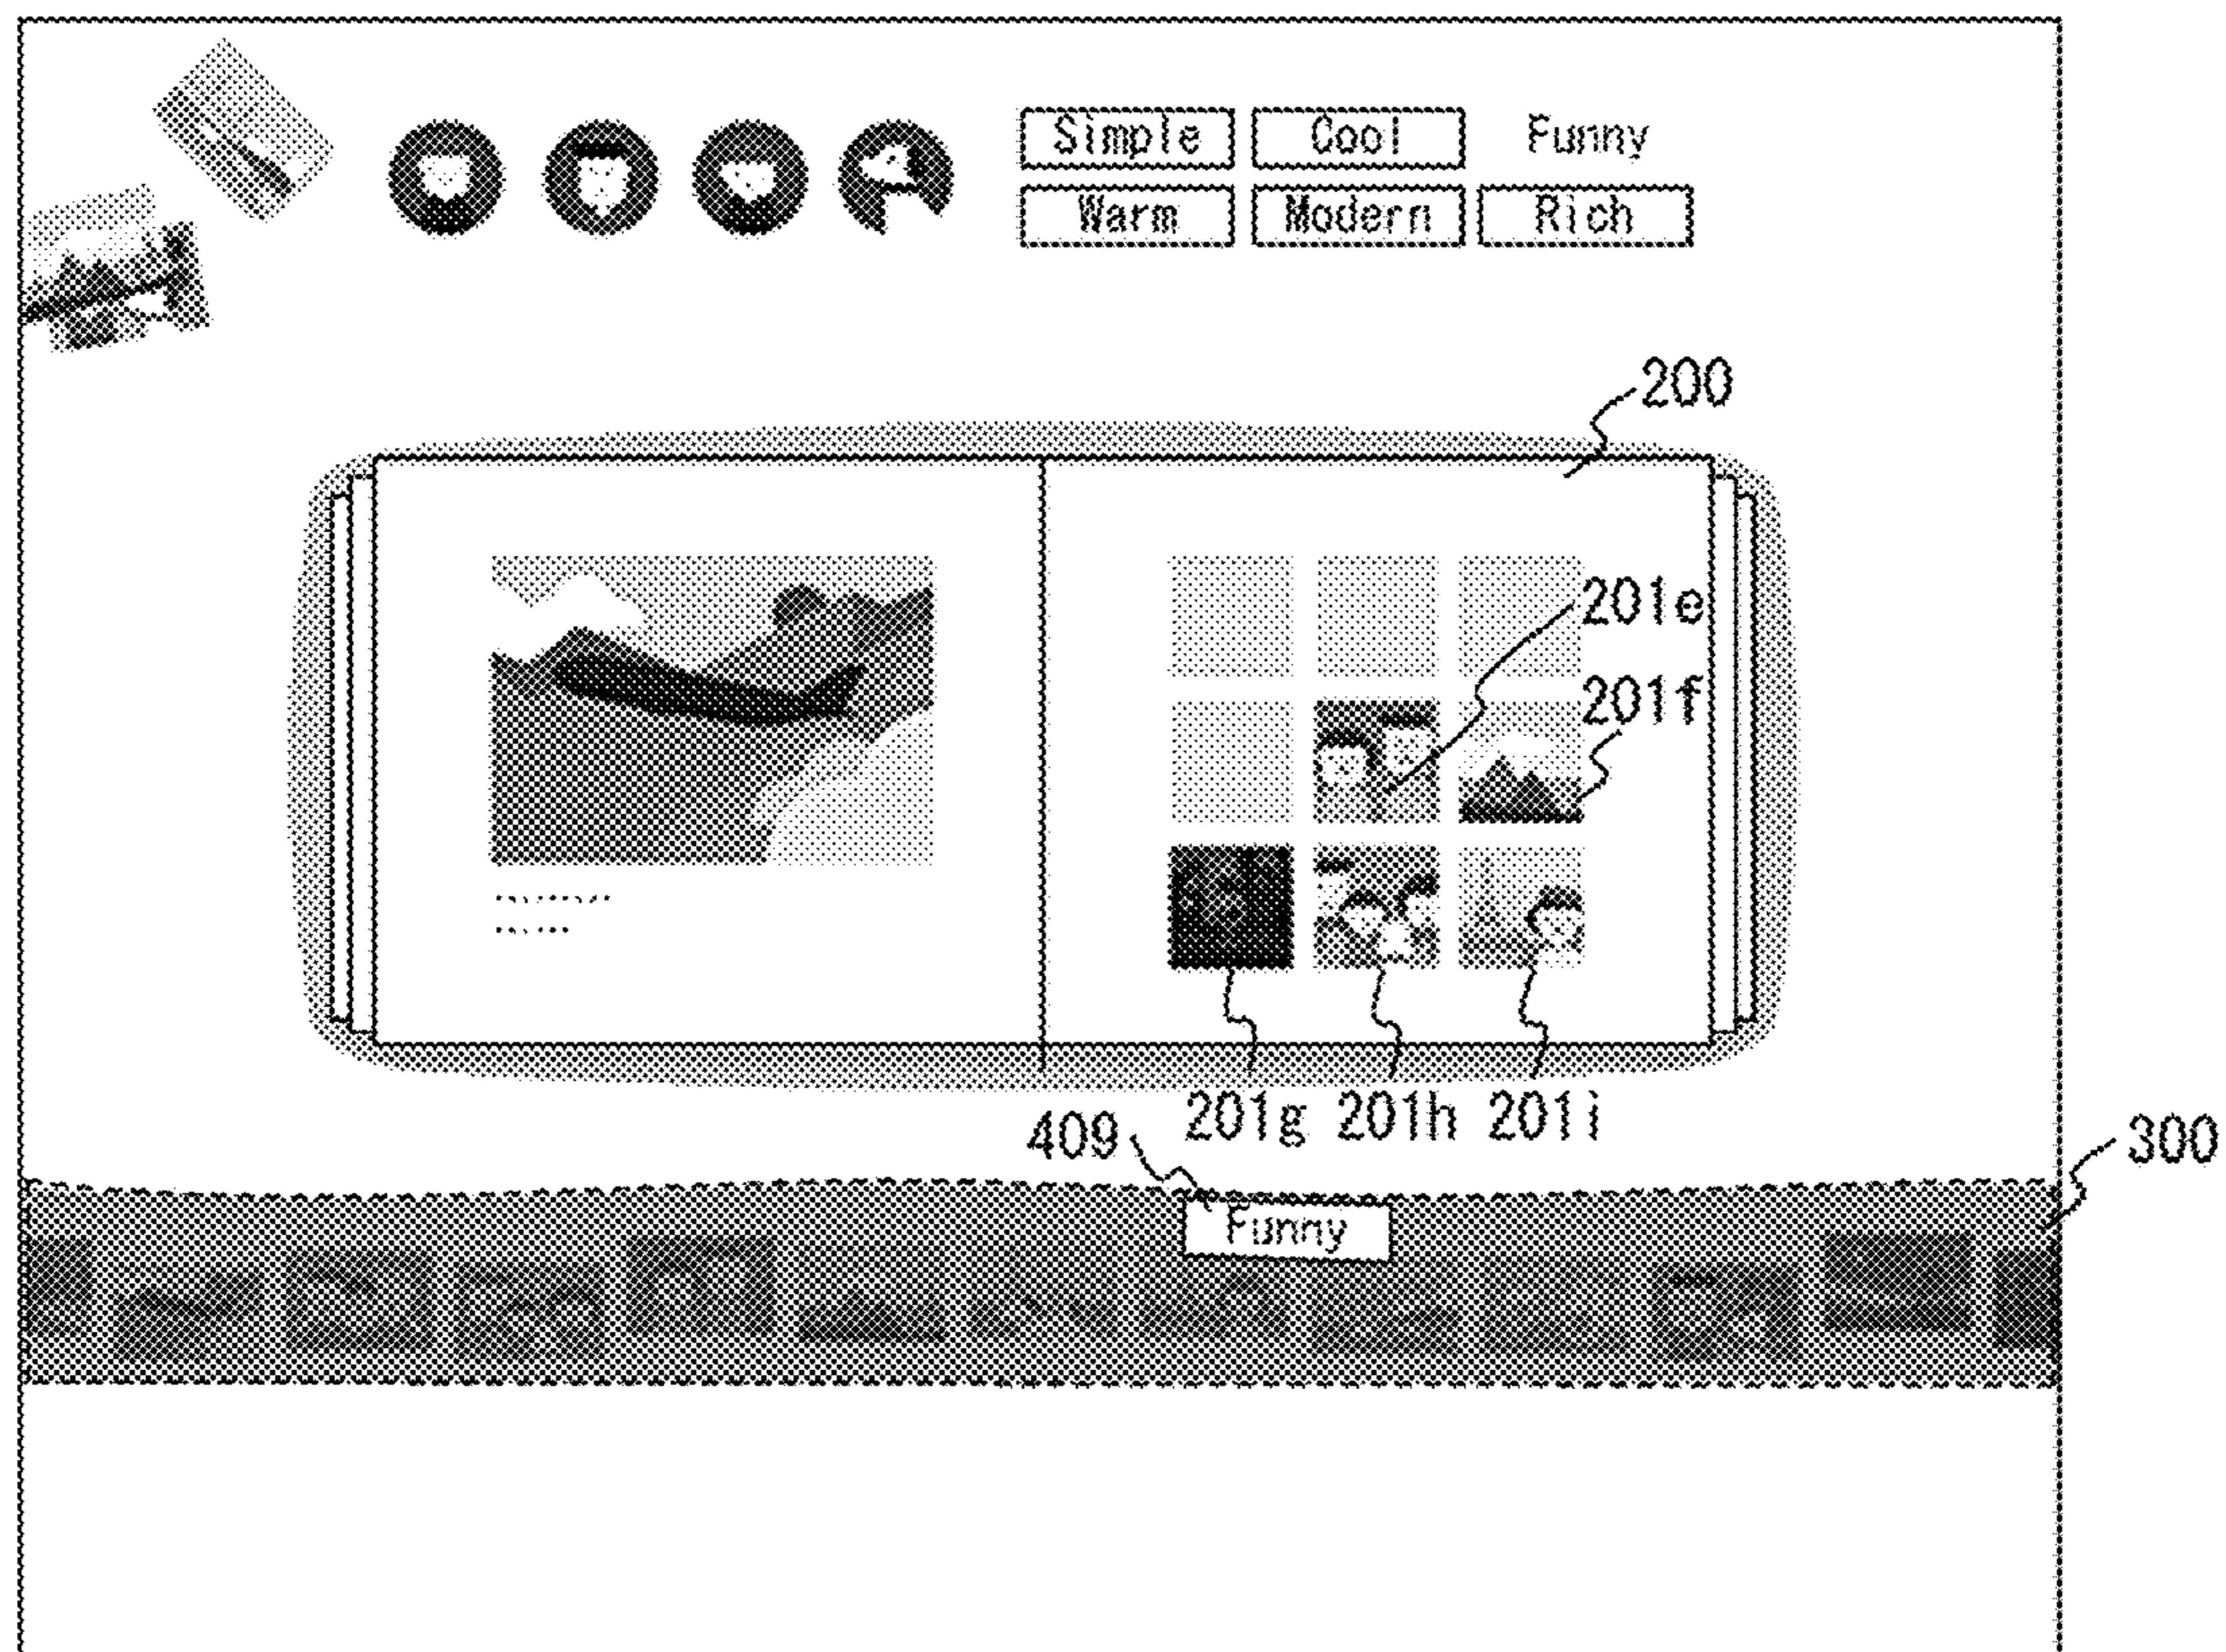 Simple Cool Funny
Warm Modern Rich
200
201e
201f
201g 201h 201i
409
300
Funny